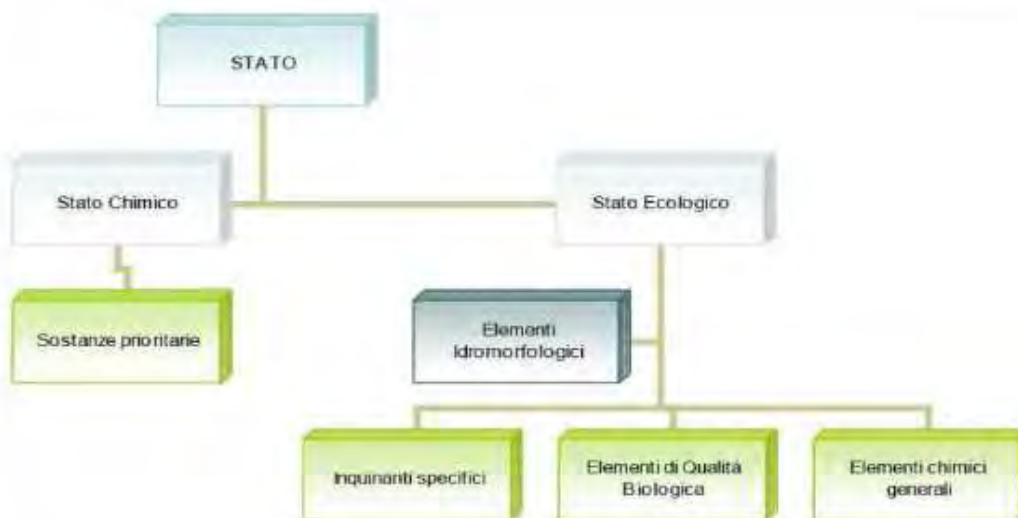 STATO
Stato Chimico
Stato Ecologico
Sostanze prioritarie
Elementi
Idromorfologici
Inquinanti specifici
Elementi di Qualità
Biologica
Elementi chimici
generali